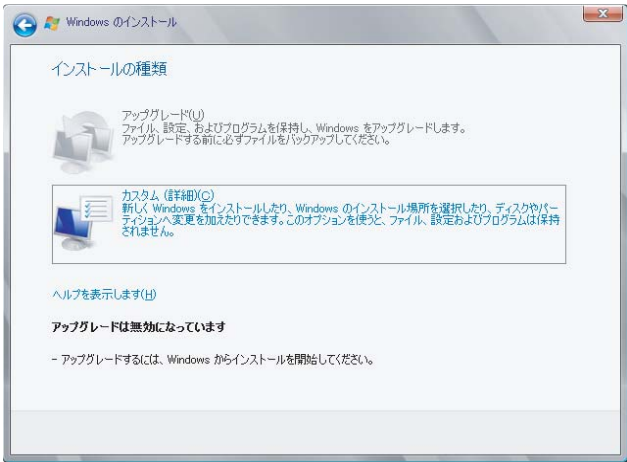 Windows のインストール
インストールの種類
アップグレード(U)
ファイル、設定、およびプログラムを保持し、Windows をアップグレードします。
アップグレードする前に必ずファイルをバックアップしてください。
カスタム (詳細)(C)
新しく Windows をインストールしたり、Windows のインストール場所を選択したり、ディスクやパー
ティションへ変更を加えたりできます。このオプションを使うと、ファイル、設定およびプログラムは保持
されません。
ヘルプを表示します(H)
アップグレードは無効になっています
- アップグレードするには、Windows からインストールを開始してください。